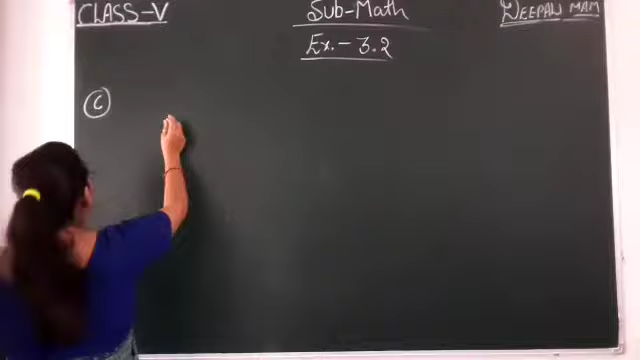 CLASS-V
Sub-Math
DEEPALI MAM
Ex.- 3.2
C